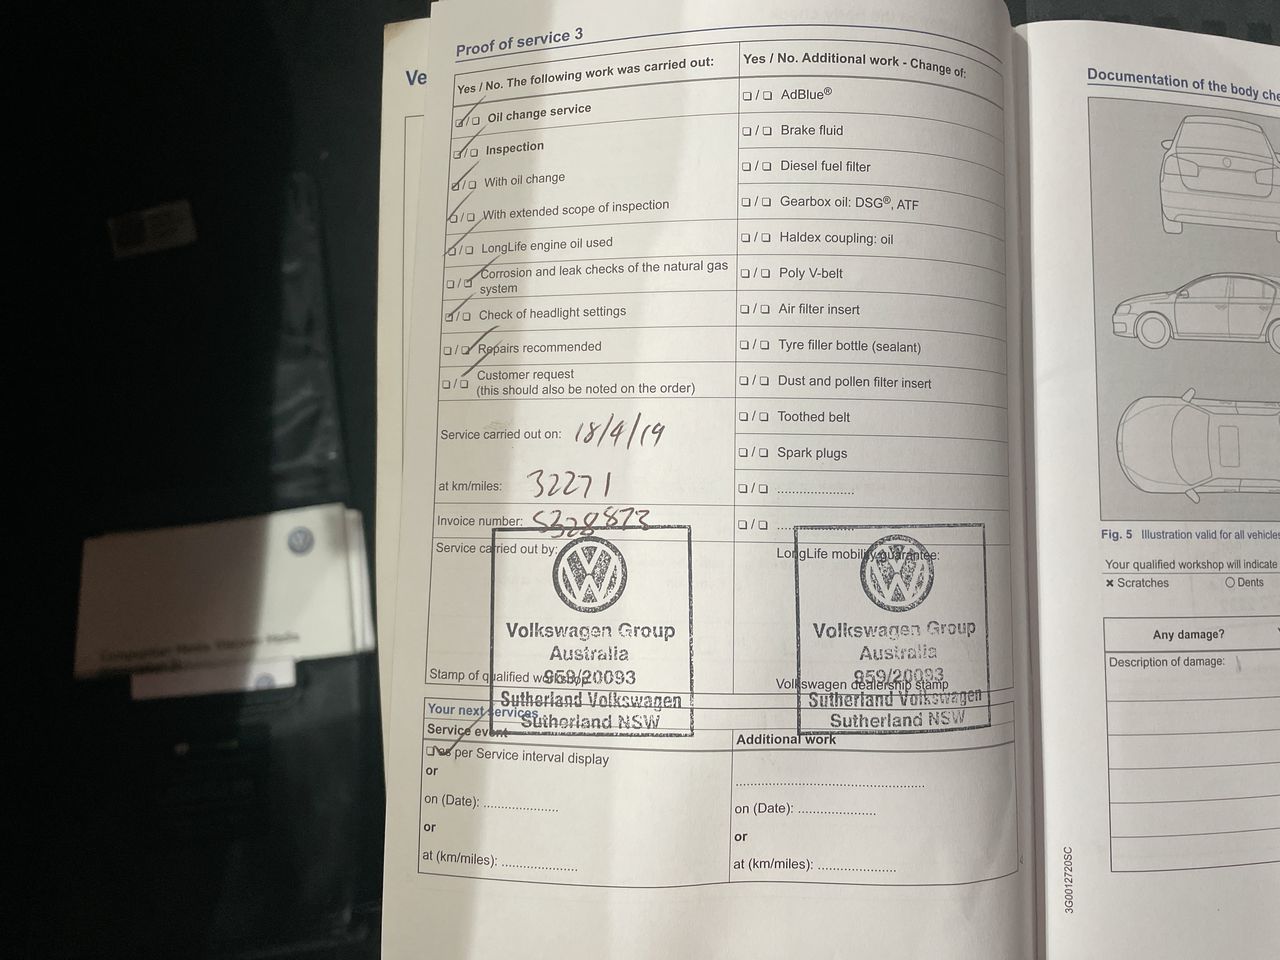 Proof of service 3
Ve
Yes / No. The following work was carried out:
Oil change service
Inspection
With oil change
With extended scope of inspection
LongLife engine oil used
Corrosion and leak checks of the natural gas
system
Check of headlight settings
Repairs recommended
Customer request
(this should also be noted on the order)
Service carried out on: 18/4/19
at km/miles: 32271
Invoice number: S328873
Service carried out by:
Volkswagen Group
Australia
959/20093
Sutherland Volkswagen
Sutherland NSW
Stamp of qualified workshop
Yes / No. Additional work - Change of:
AdBlue®
Brake fluid
Diesel fuel filter
Gearbox oil: DSG®, ATF
Haldex coupling: oil
Poly V-belt
Air filter insert
Tyre filler bottle (sealant)
Dust and pollen filter insert
Toothed belt
Spark plugs
LongLife mobility guarantee:
Volkswagen Group
Australia
959/20093
Sutherland Volkswagen
Sutherland NSW
Volkswagen dealership stamp
Your next services
Service event
as per Service interval display
or
on (Date): ....................
or
at (km/miles): ....................
Additional work
on (Date): ....................
or
at (km/miles): ....................
Documentation of the body che
Fig. 5 Illustration valid for all vehicles
Your qualified workshop will indicate
× Scratches
O Dents
Any damage?
Description of damage:
3G0012720SC